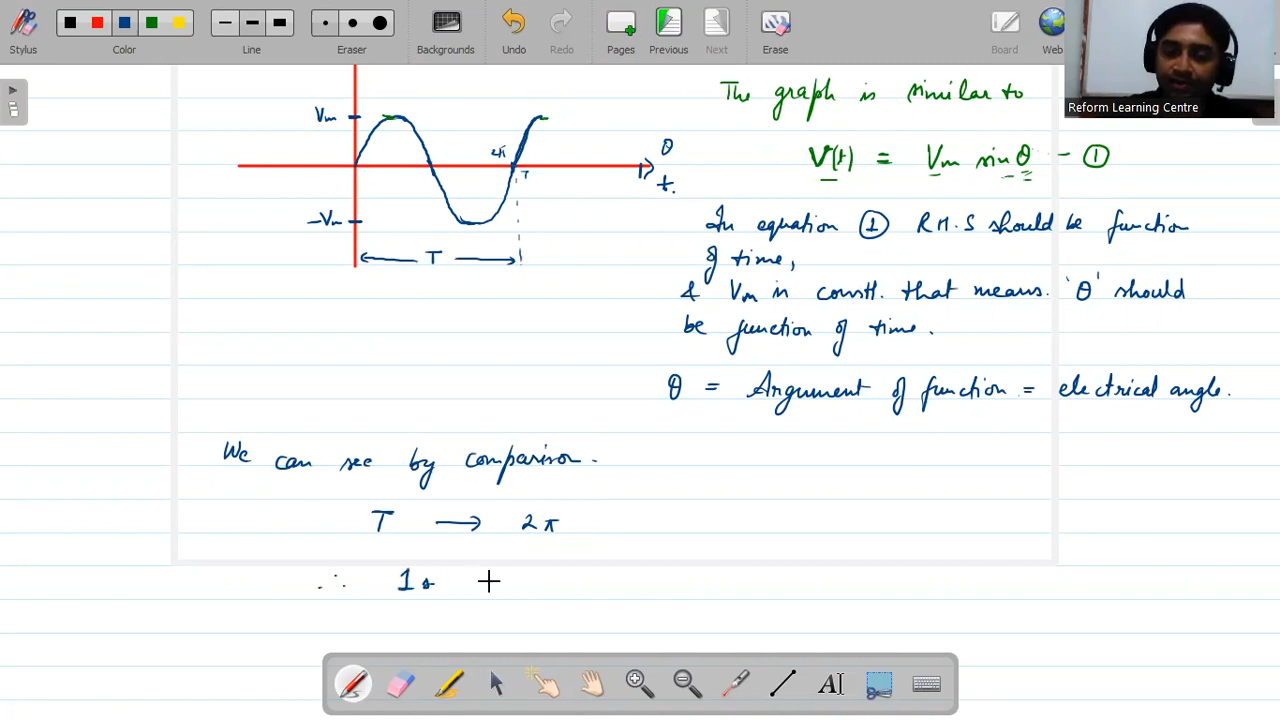 Stylus Color Line Eraser Backgrounds Undo Redo Pages Previous Next Erase Board Web
Reform Learning Centre
The graph is similar to
V(t) = Vm sin θ - ①
In equation ① R.H.S should be function
of time,
& Vm is constt. that means 'θ' should
be function of time.
θ = Argument of function = electrical angle.
Vm
-Vm
2π
T
θ
t.
T
We can see by comparison.
T → 2π
∴ 1s
AI